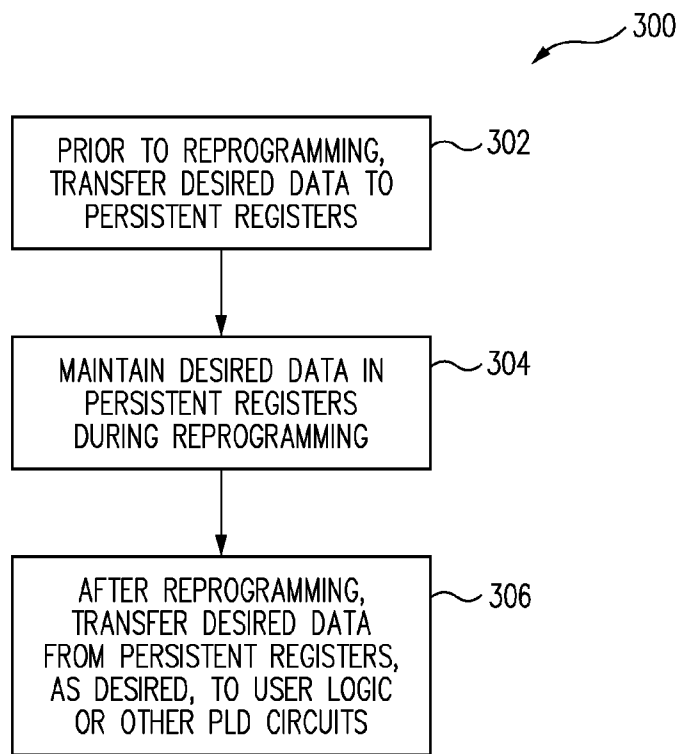 300
PRIOR TO REPROGRAMMING,
TRANSFER DESIRED DATA TO
PERSISTENT REGISTERS
302
MAINTAIN DESIRED DATA IN
PERSISTENT REGISTERS
DURING REPROGRAMMING
304
AFTER REPROGRAMMING,
TRANSFER DESIRED DATA
FROM PERSISTENT REGISTERS,
AS DESIRED, TO USER LOGIC
OR OTHER PLD CIRCUITS
306